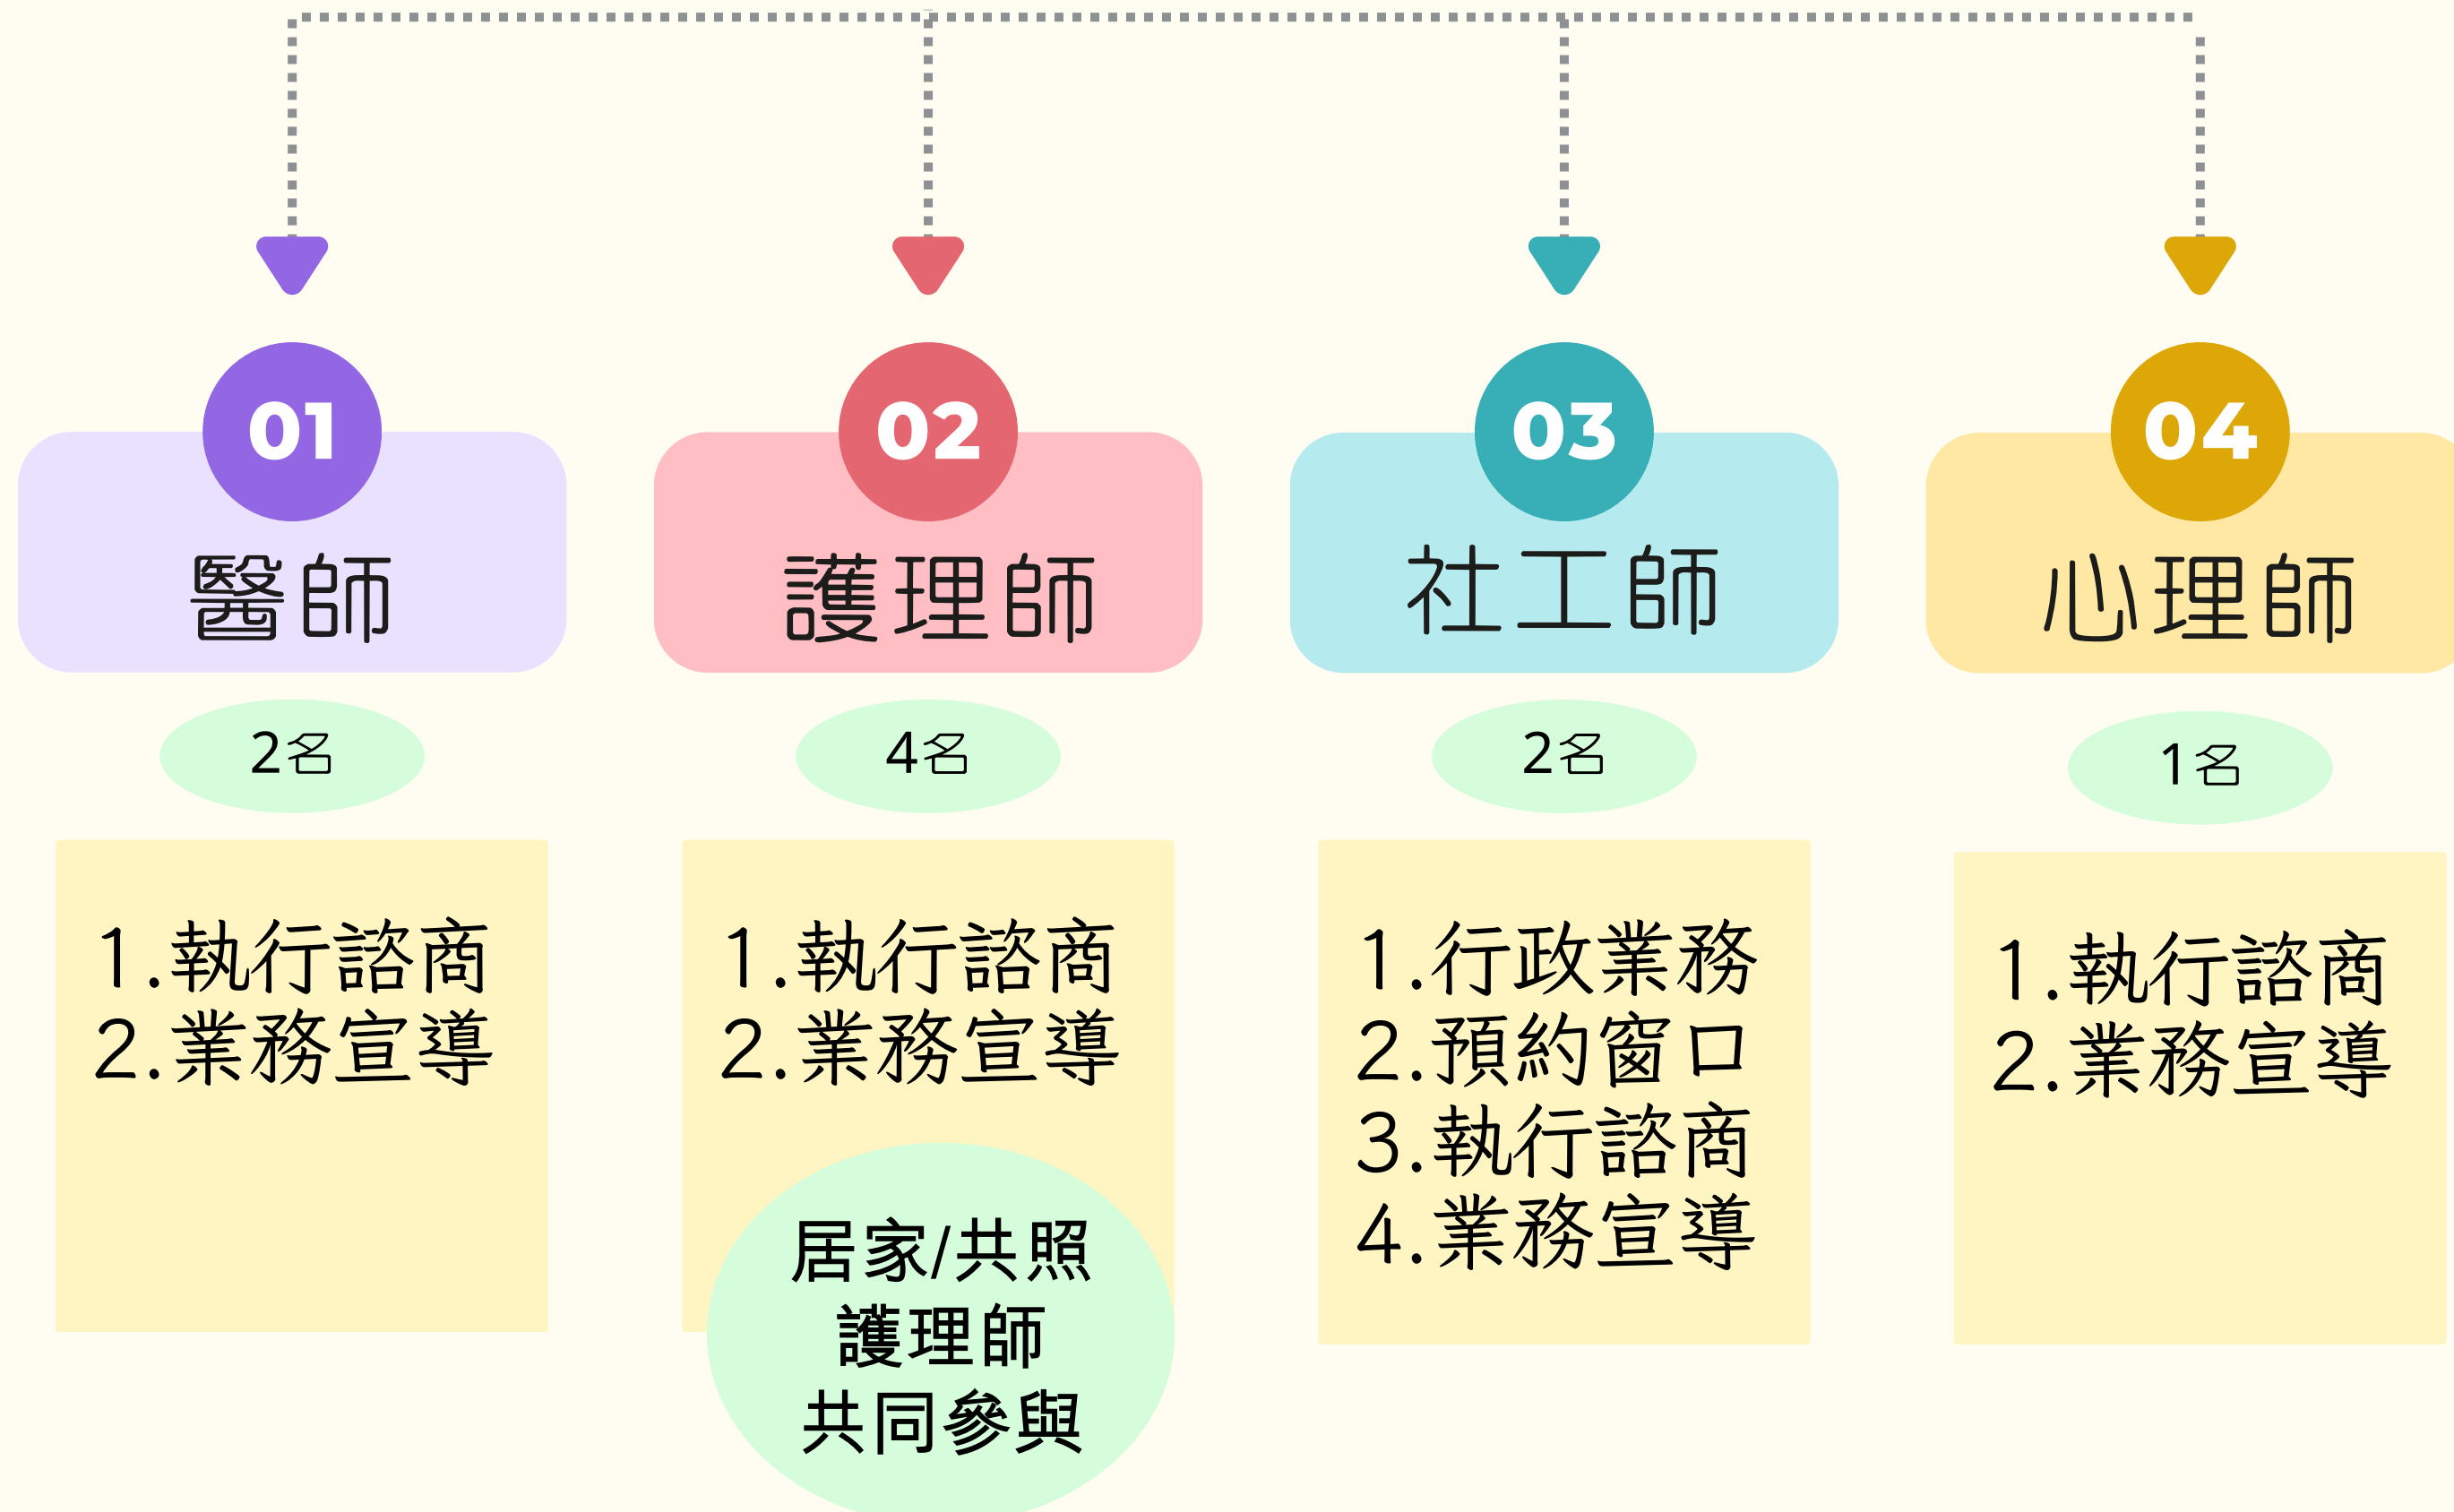 01
醫師
2名
1.執行諮商
2.業務宣導
02
護理師
4名
1.執行諮商
2.業務宣導
居家/共照
護理師
共同參與
03
社工師
2名
1.行政業務
2.預約窗口
3.執行諮商
4.業務宣導
04
心理師
1名
1.執行諮商
2.業務宣導